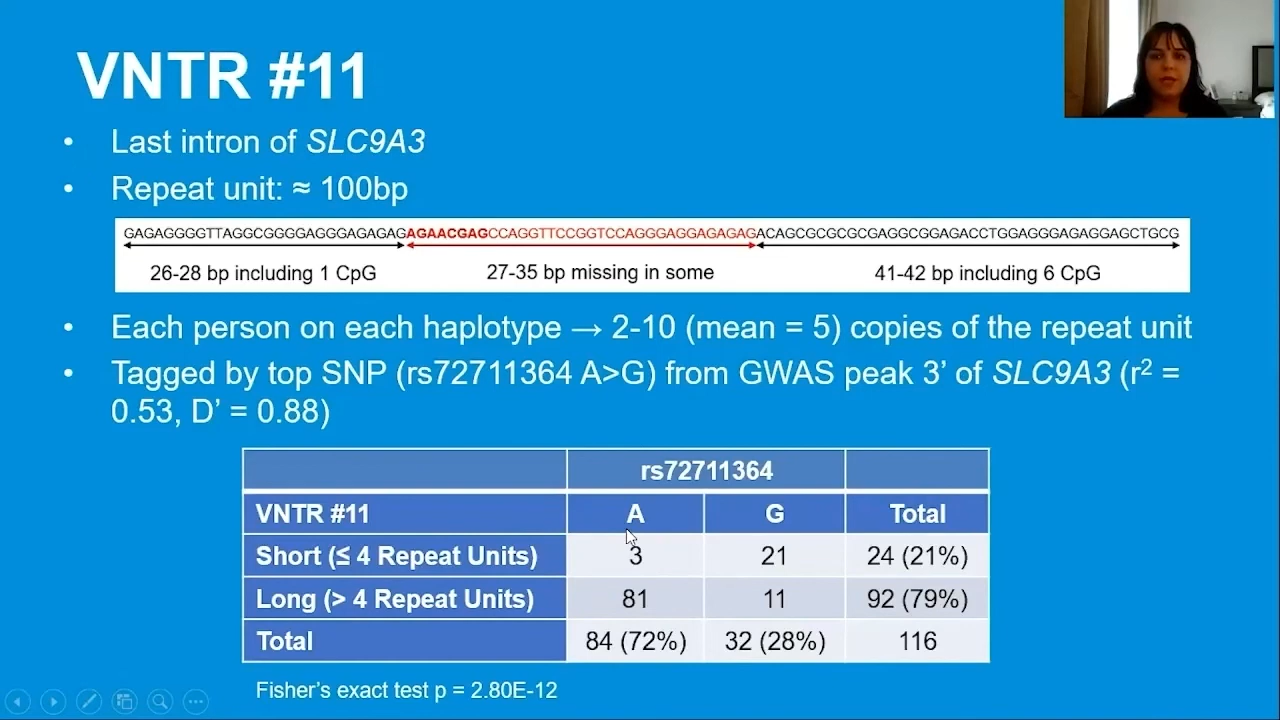 VNTR #11
• Last intron of SLC9A3
• Repeat unit: ≈ 100bp
GAGAGGGGTTAGGCGGGGAGGGAGAGAGAGAACGAGCCAGGTTCCGGTCCAGGGAGGAGAGAGACAGCGCGCGCGAGGCGGAGACCTGGAGGGAGAGGAGCTGCG
26-28 bp including 1 CpG 27-35 bp missing in some 41-42 bp including 6 CpG
• Each person on each haplotype → 2-10 (mean = 5) copies of the repeat unit
• Tagged by top SNP (rs72711364 A>G) from GWAS peak 3’ of SLC9A3 (r² =
0.53, D’ = 0.88)
rs72711364
VNTR #11 A G Total
Short (≤ 4 Repeat Units) 3 21 24 (21%)
Long (> 4 Repeat Units) 81 11 92 (79%)
Total 84 (72%) 32 (28%) 116
Fisher’s exact test p = 2.80E-12